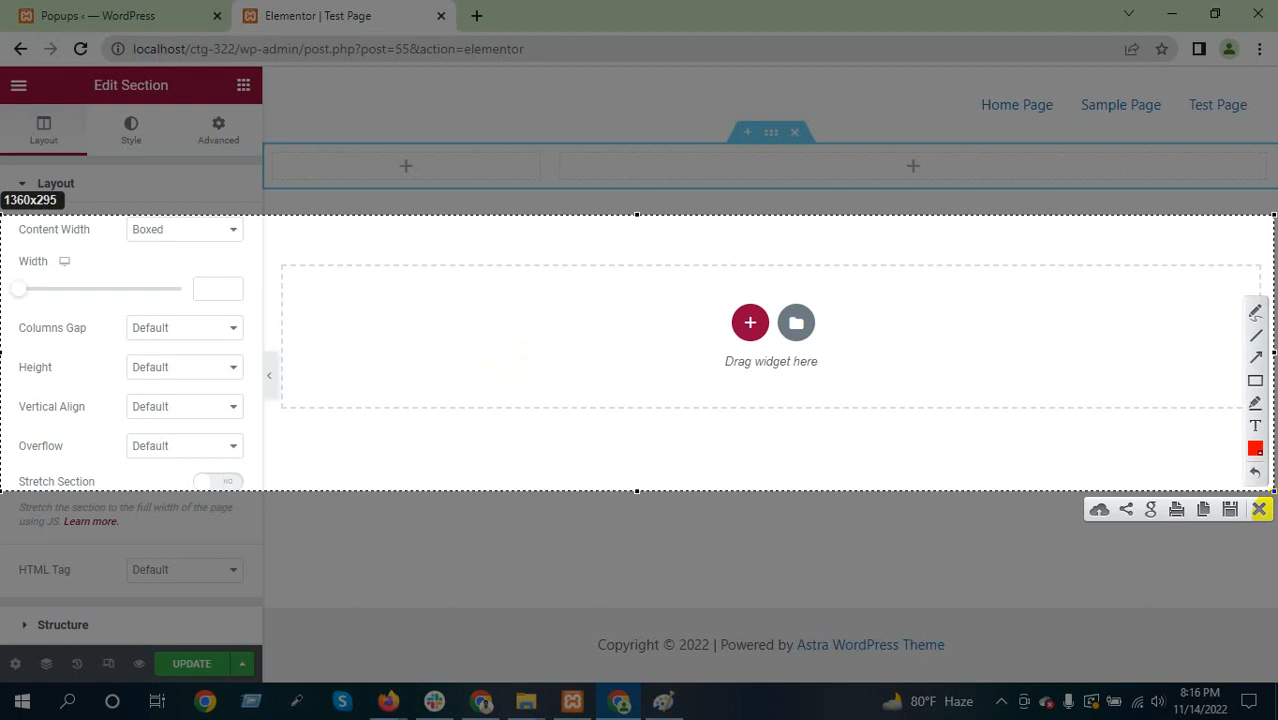 Popups ‹ — WordPress
Elementor | Test Page
localhost/ctg-322/wp-admin/post.php?post=55&action=elementor
Edit Section
Home Page
Sample Page
Test Page
Layout
Style
Advanced
Layout
1360x295
Content Width
Boxed
Width
Columns Gap
Default
Height
Default
Drag widget here
Vertical Align
Default
Overflow
Default
Stretch Section
NO
Stretch the section to the full width of the page
using JS. Learn more.
HTML Tag
Default
Structure
Copyright © 2022 | Powered by Astra WordPress Theme
UPDATE
80°F Haze
8:16 PM
11/14/2022